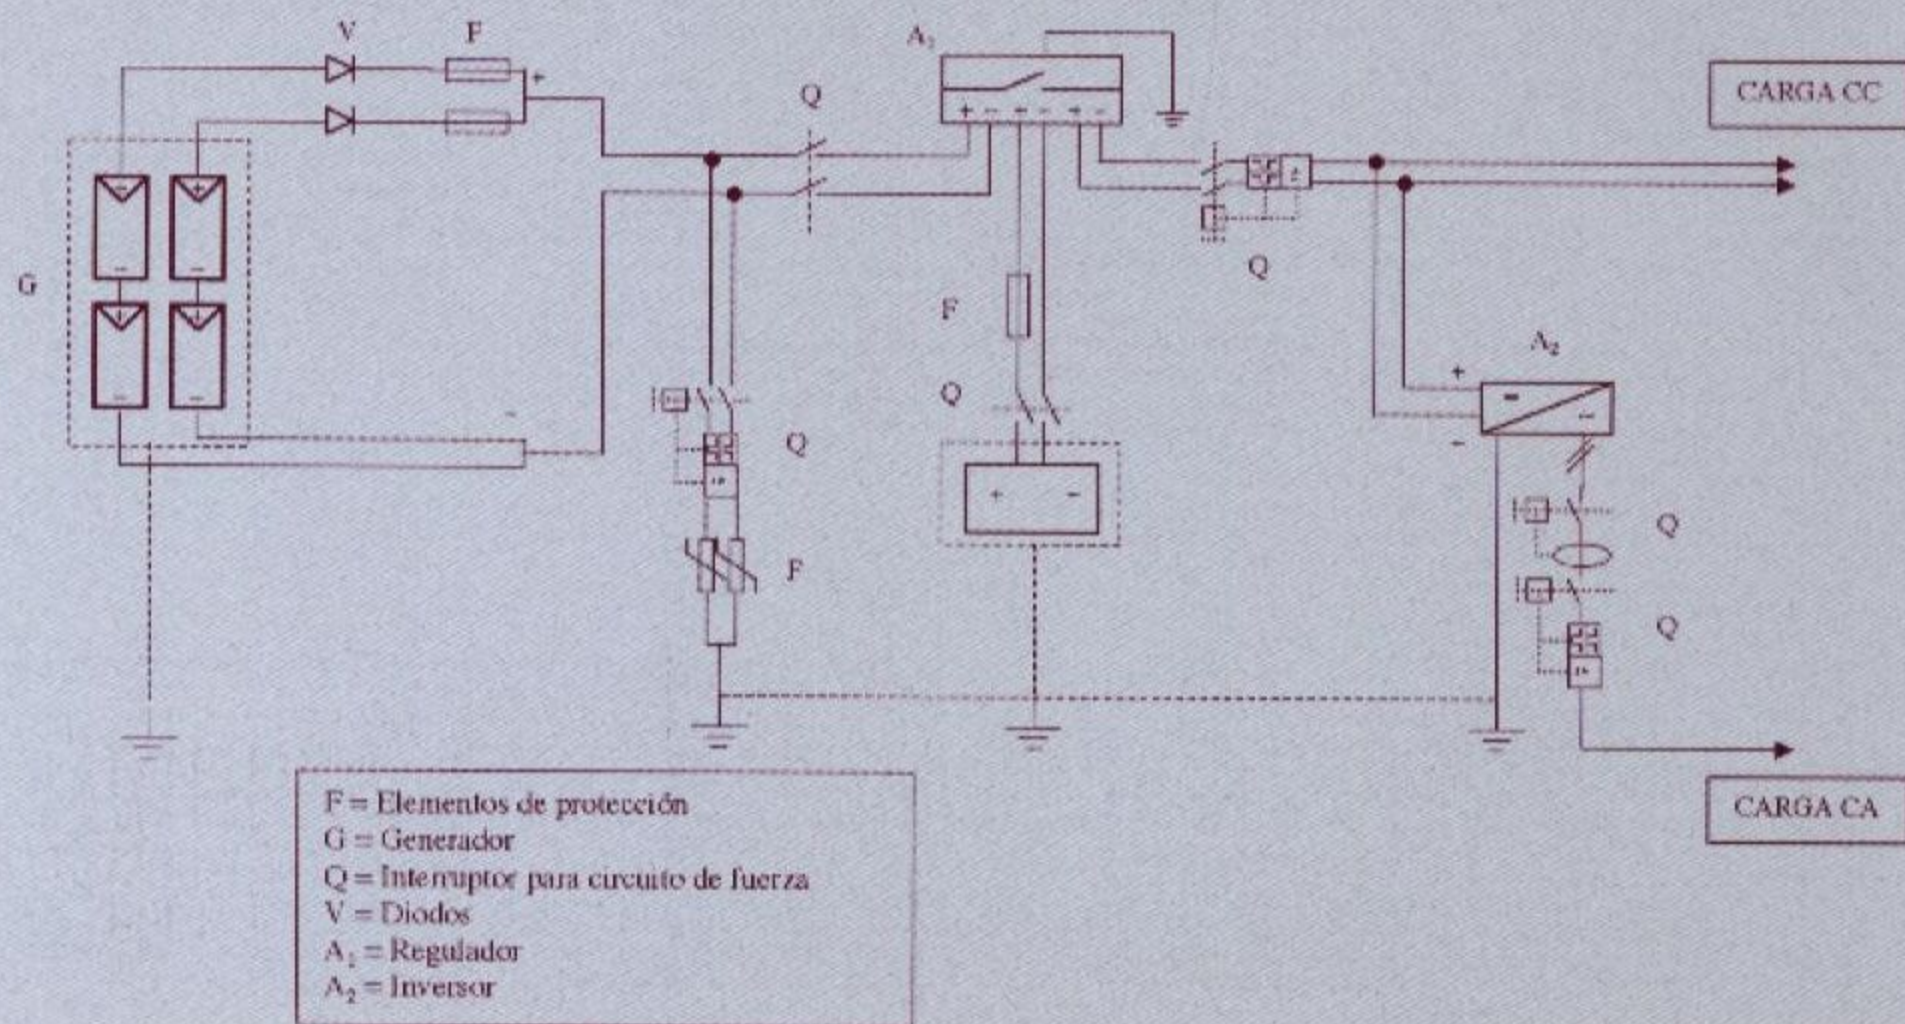 V
F
A₁
CARGA CC
+
Q
+ - + - + -
G
Q
F
A₂
+
Q
-
Q
-
Q
+ -
F
Q
F = Elementos de protección
G = Generador
Q = Interruptor para circuito de fuerza
V = Diodos
A₁ = Regulador
A₂ = Inversor
CARGA CA